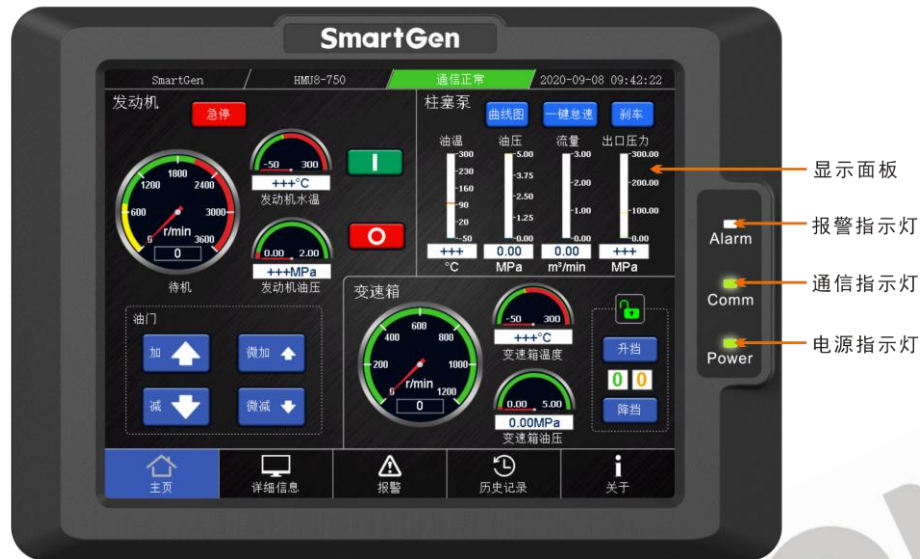 SmartGen
SmartGen
HMU8-750
通信正常
2020-09-08 09:42:22
发动机
急停
1200
1800
2400
600
3000
0
3600
r/min
0
待机
-50
300
+++°C
发动机水温
0.00
2.00
+++MPa
发动机油压
油门
加
微加
减
微减
柱塞泵
曲线图
一键怠速
刹车
油温
300
230
160
90
20
-50
+++
°C
油压
5.00
3.75
2.50
1.25
0.00
0.00
MPa
流量
3.00
2.00
1.00
0.00
0.00
m³/min
出口压力
300.00
200.00
100.00
0.00
+++
MPa
变速箱
400
600
800
200
1000
0
1200
r/min
0
-50
300
+++°C
变速箱温度
0.00
5.00
0.00MPa
变速箱油压
升挡
0 0
降挡
主页
详细信息
报警
历史记录
关于
Alarm
Comm
Power
显示面板
报警指示灯
通信指示灯
电源指示灯